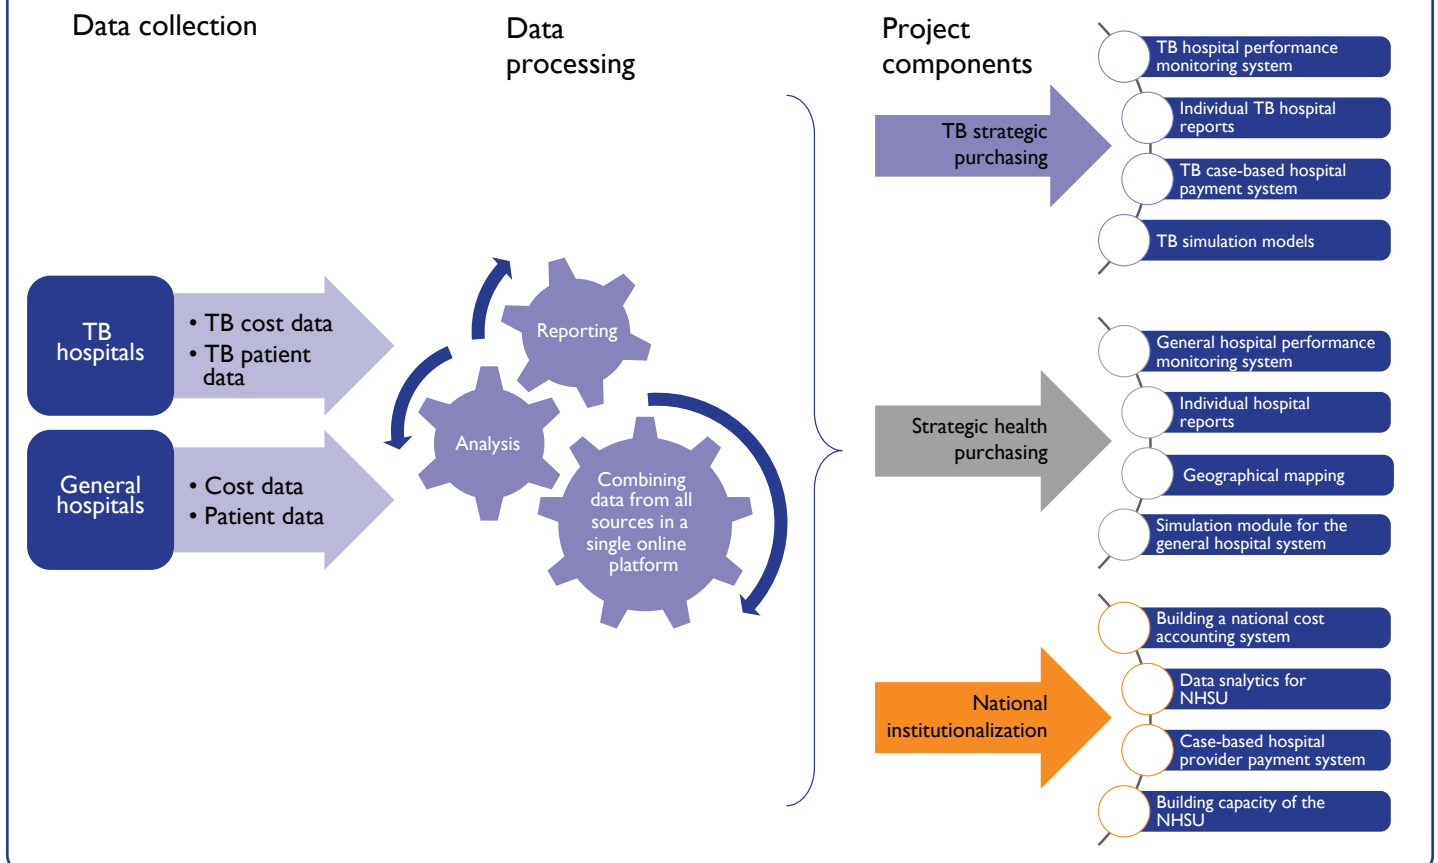 Data collection
Data
processing
Project
components
TB
hospitals
• TB cost data
• TB patient
data
General
hospitals
• Cost data
• Patient data
Reporting
Analysis
Combining
data from all
sources in a
single online
platform
TB strategic
purchasing
TB hospital performance
monitoring system
Individual TB hospital
reports
TB case-based hospital
payment system
TB simulation models
Strategic health
purchasing
General hospital performance
monitoring system
Individual hospital
reports
Geographical mapping
Simulation module for the
general hospital system
National
institutionalization
Building a national cost
accounting system
Data snalytics for
NHSU
Case-based hospital
provider payment system
Building capacity of the
NHSU